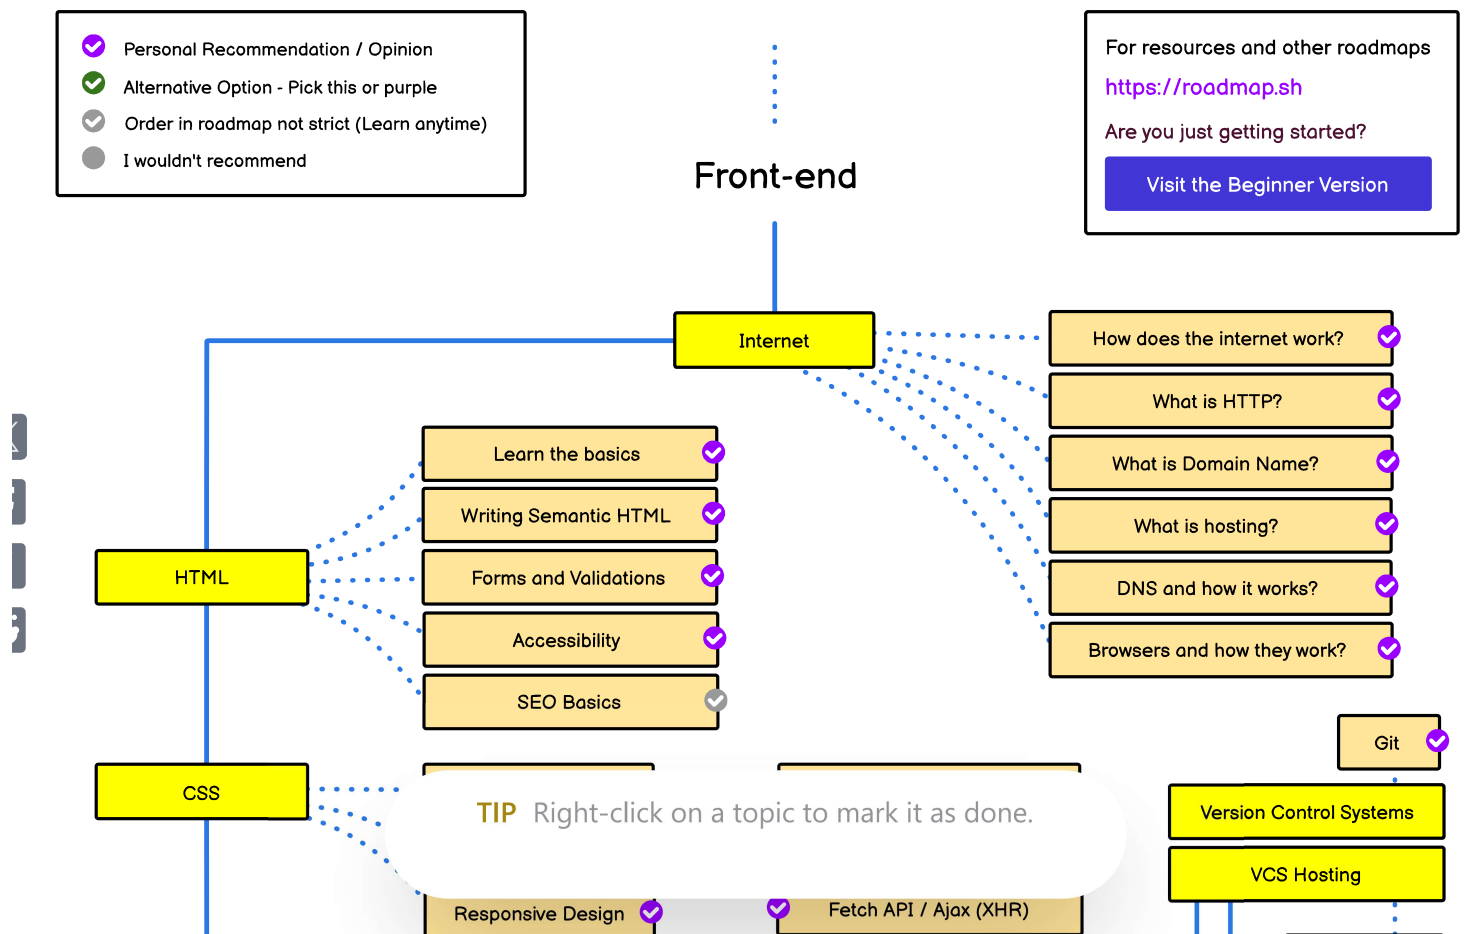 Personal Recommendation / Opinion
Alternative Option - Pick this or purple
Order in roadmap not strict (Learn anytime)
I wouldn't recommend
For resources and other roadmaps
https://roadmap.sh
Are you just getting started?
Visit the Beginner Version
Front-end
Internet
How does the internet work?
What is HTTP?
What is Domain Name?
What is hosting?
DNS and how it works?
Browsers and how they work?
Learn the basics
Writing Semantic HTML
HTML
Forms and Validations
Accessibility
SEO Basics
Git
CSS
TIP Right-click on a topic to mark it as done.
Version Control Systems
VCS Hosting
Responsive Design
Fetch API / Ajax (XHR)